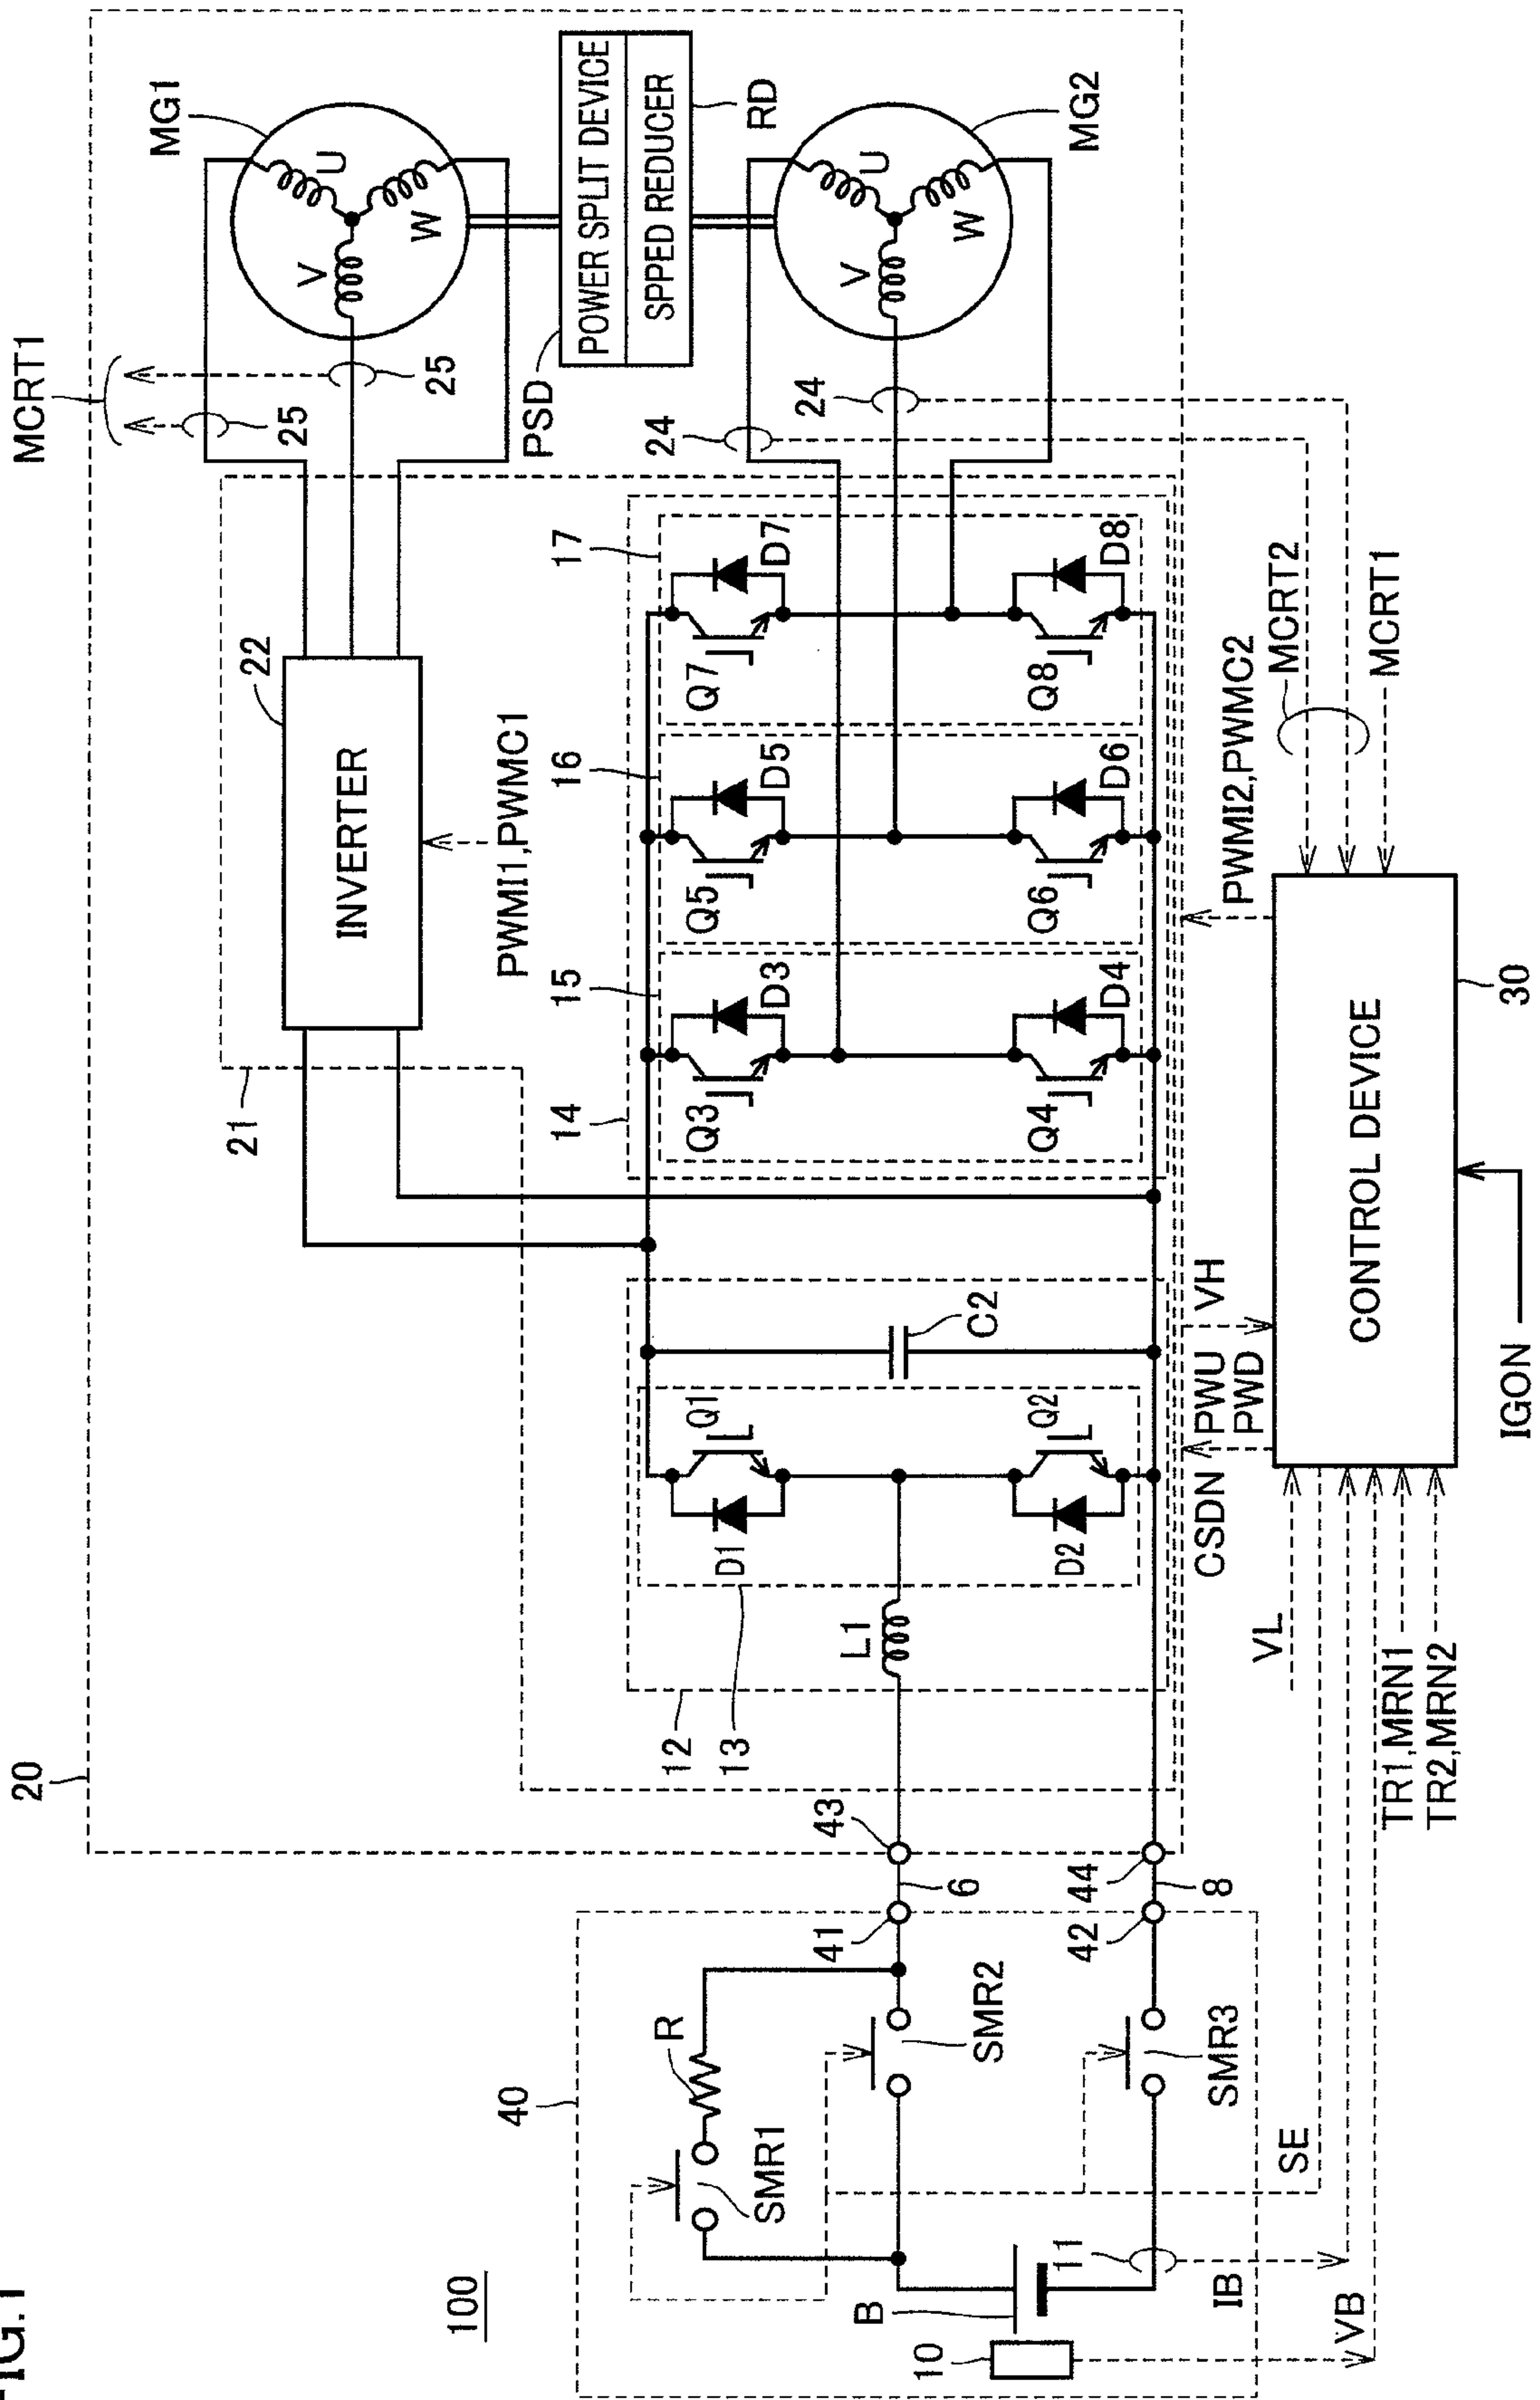 FIG.1
100
20
MCRT1
MG1
25
25
U
V
W
PSD
POWER SPLIT DEVICE
SPPED REDUCER
RD
MG2
U
V
W
24
24
21
22
INVERTER
PWMI1,PWMC1
14
15
16
17
Q3
D3
Q5
D5
Q7
D7
Q4
D4
Q6
D6
Q8
D8
12
13
L1
D1
Q1
D2
Q2
C2
40
SMR1
R
SMR2
SMR3
B
10
11
41
42
43
44
6
8
IB
VB
SE
VL
TR1,MRN1
TR2,MRN2
CSDN
PWU
PWD
VH
PWMI2,PWMC2
MCRT2
MCRT1
CONTROL DEVICE
30
IGON